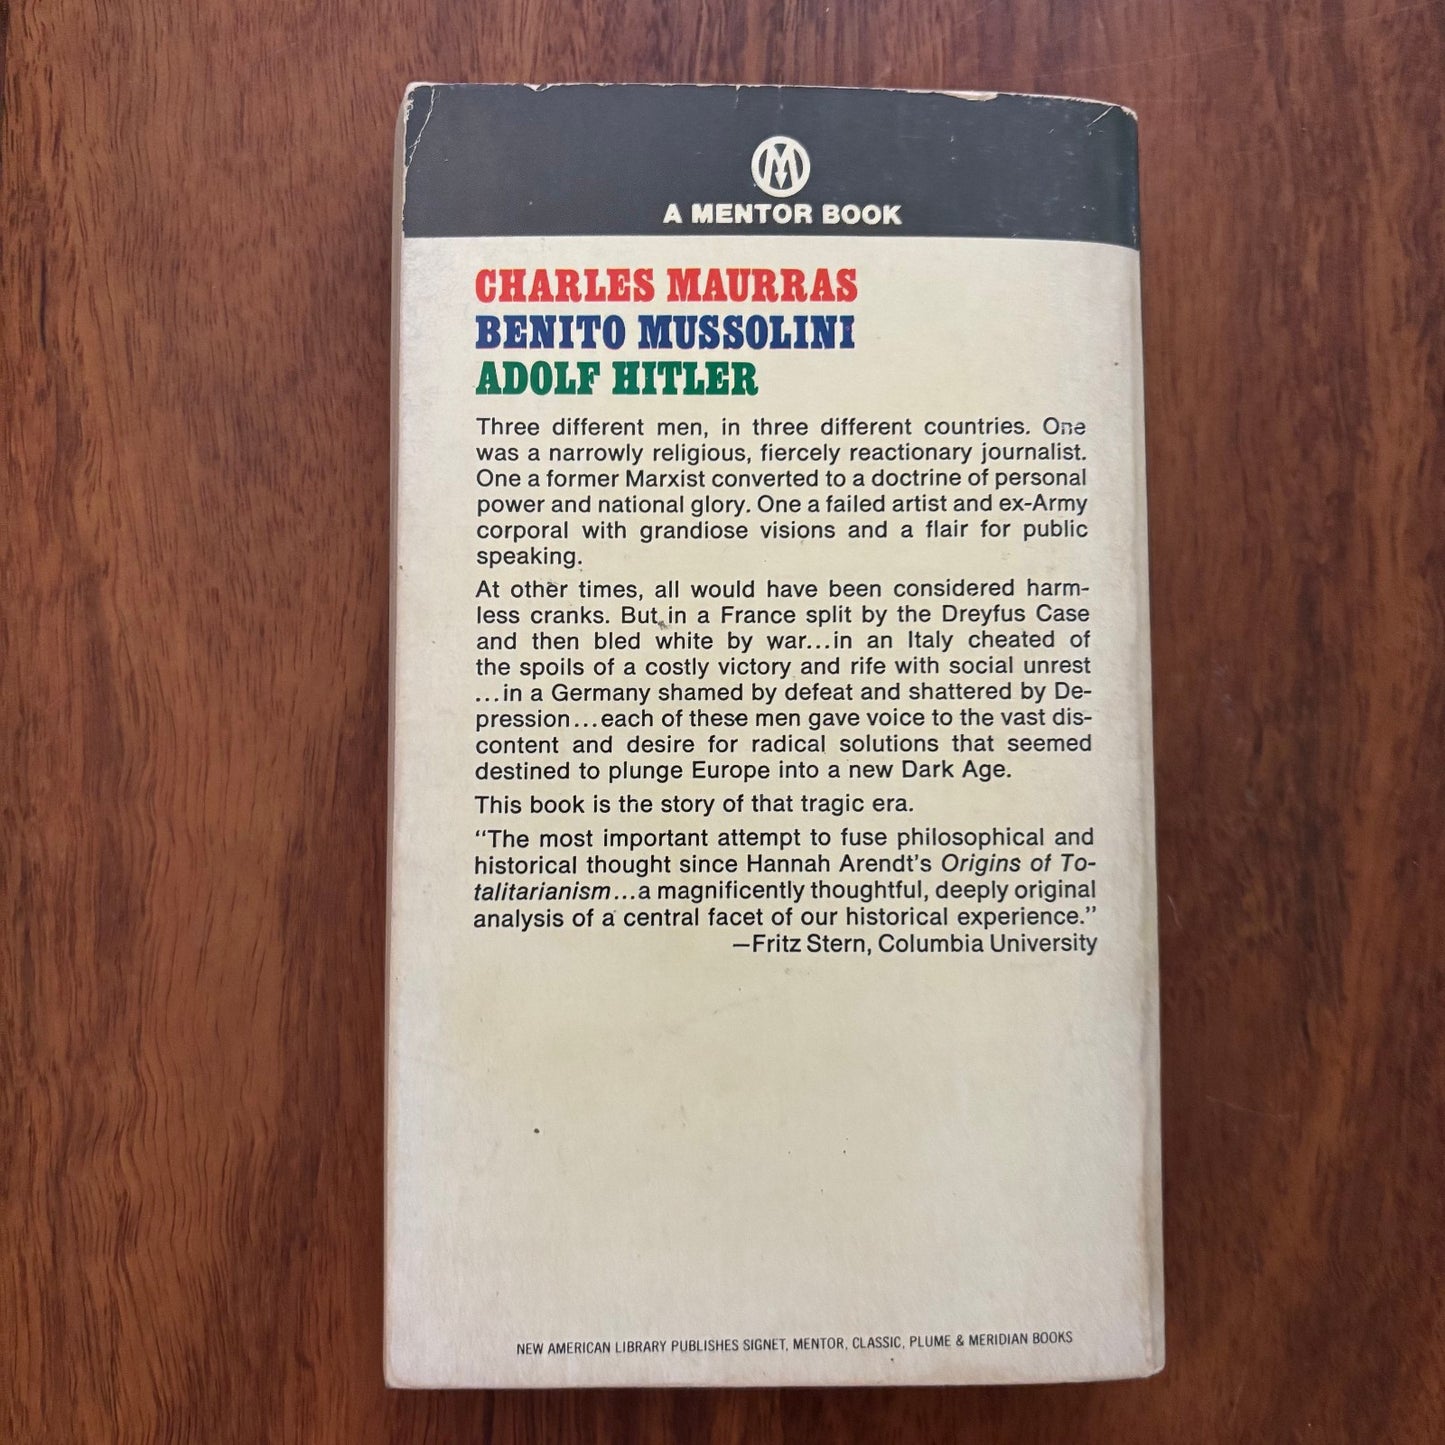 A MENTOR BOOK
CHARLES MAURRAS
BENITO MUSSOLINI
ADOLF HITLER
Three different men, in three different countries. One
was a narrowly religious, fiercely reactionary journalist.
One a former Marxist converted to a doctrine of personal
power and national glory. One a failed artist and ex-Army
corporal with grandiose visions and a flair for public
speaking.
At other times, all would have been considered harm-
less cranks. But in a France split by the Dreyfus Case
and then bled white by war...in an Italy cheated of
the spoils of a costly victory and rife with social unrest
...in a Germany shamed by defeat and shattered by De-
pression...each of these men gave voice to the vast dis-
content and desire for radical solutions that seemed
destined to plunge Europe into a new Dark Age.
This book is the story of that tragic era.
"The most important attempt to fuse philosophical and
historical thought since Hannah Arendt's Origins of To-
talitarianism...a magnificently thoughtful, deeply original
analysis of a central facet of our historical experience."
—Fritz Stern, Columbia University
NEW AMERICAN LIBRARY PUBLISHES SIGNET, MENTOR, CLASSIC, PLUME & MERIDIAN BOOKS